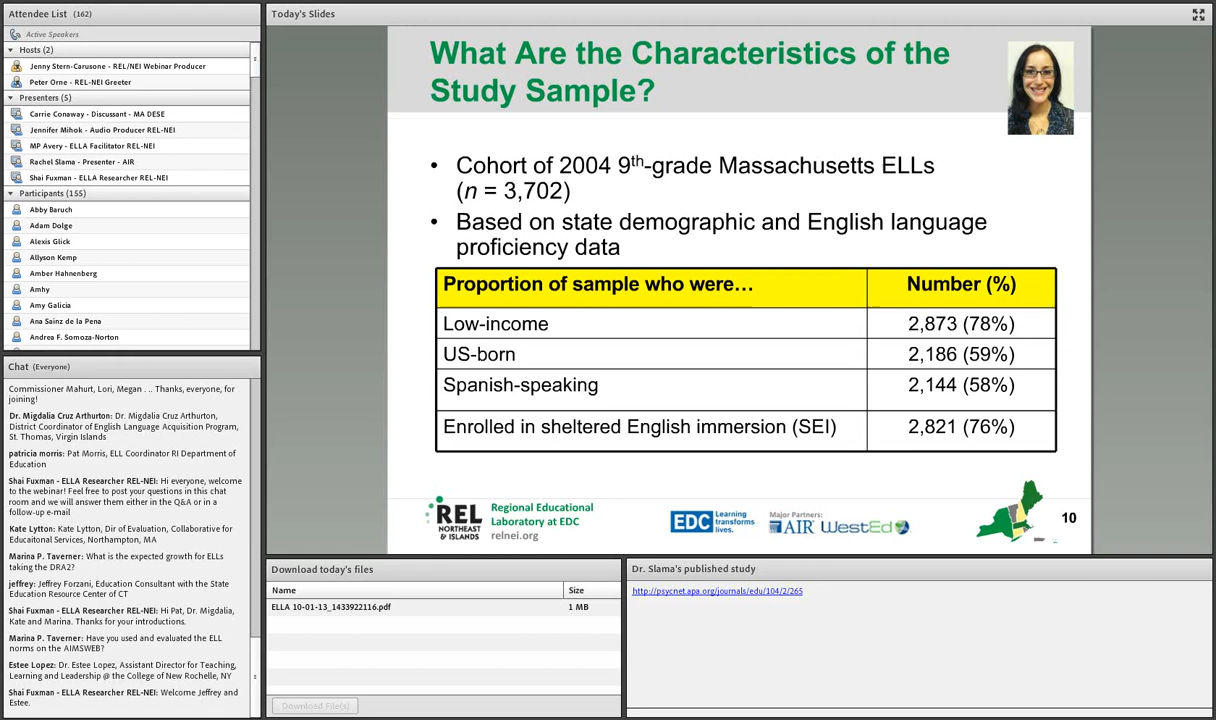 Attendee List (162)
Active Speakers
Hosts (2)
Jenny Stern-Carusone - REL/NEI Webinar Producer
Peter Orne - REL-NEI Greeter
Presenters (5)
Carrie Conaway - Discussant - MA DESE
Jennifer Mihok - Audio Producer REL-NEI
MP Avery - ELLA Facilitator REL-NEI
Rachel Slama - Presenter - AIR
Shai Fuxman - ELLA Researcher REL-NEI
Participants (155)
Abby Baruch
Adam Dolge
Alexis Glick
Allyson Kemp
Amber Hahnenberg
Amhy
Amy Galicia
Ana Sainz de la Pena
Andrea F. Somoza-Norton
Chat (Everyone)
Commissioner Mahurt, Lori, Megan . .. Thanks, everyone, for
joining!
Dr. Migdalia Cruz Arthurton: Dr. Migdalia Cruz Arthurton,
District Coordinator of English Language Acquisition Program,
St. Thomas, Virgin Islands
patricia morris: Pat Morris, ELL Coordinator RI Department of
Education
Shai Fuxman - ELLA Researcher REL-NEI: Hi everyone, welcome
to the webinar! Feel free to post your questions in this chat
room and we will answer them either in the Q&A or in a
follow-up e-mail
Kate Lytton: Kate Lytton, Dir of Evaluation, Collaborative for
Educaitonal Services, Northampton, MA
Marina P. Taverner: What is the expected growth for ELLs
taking the DRA2?
jeffrey: Jeffrey Forzani, Education Consultant with the State
Education Resource Center of CT
Shai Fuxman - ELLA Researcher REL-NEI: Hi Pat, Dr. Migdalia,
Kate and Marina. Thanks for your introductions.
Marina P. Taverner: Have you used and evaluated the ELL
norms on the AIMSWEB?
Estee Lopez: Dr. Estee Lopez, Assistant Director for Teaching,
Learning and Leadership @ the College of New Rochelle, NY
Shai Fuxman - ELLA Researcher REL-NEI: Welcome Jeffrey and
Estee.
Today's Slides
What Are the Characteristics of the
Study Sample?
• Cohort of 2004 9th-grade Massachusetts ELLs
(n = 3,702)
• Based on state demographic and English language
proficiency data
Proportion of sample who were… Number (%)
Low-income 2,873 (78%)
US-born 2,186 (59%)
Spanish-speaking 2,144 (58%)
Enrolled in sheltered English immersion (SEI) 2,821 (76%)
REL
NORTHEAST
& ISLANDS
Regional Educational
Laboratory at EDC
relnei.org
EDC Learning
transforms
lives.
Major Partners:
AIR WestEd
10
Download today's files
Name Size
ELLA 10-01-13_1433922116.pdf 1 MB
Download File(s)
Dr. Slama's published study
http://psycnet.apa.org/journals/edu/104/2/265